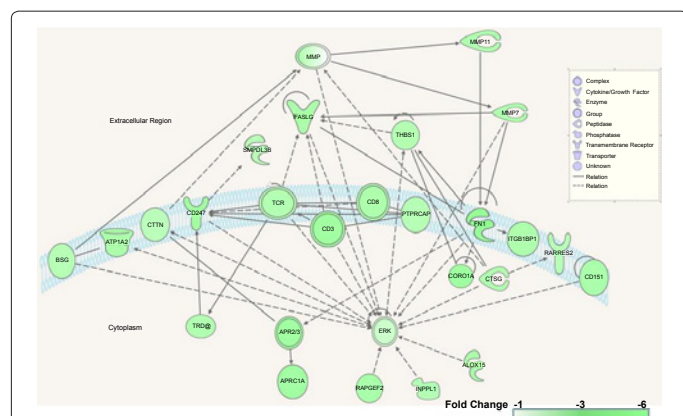 MMP11
MMP
MMP7
FASLG
Extracellular Region
THBS1
SMPDL3B
Complex
Cytokine/Growth Factor
Enzyme
Group
Peptidase
Phosphatase
Transmembrane Receptor
Transporter
Unknown
Relation
Relation
TCR
CD8
CD247
PTPRCAP
CTTN
CD3
FN1
ATP1A2
ITGB1BP1
BSG
RARRES2
CORO1A
CTSG
CD151
Cytoplasm
TRD@
APR2/3
ERK
ALOX15
APRC1A
RAPGEF2
INPPL1
Fold Change -1 -3 -6